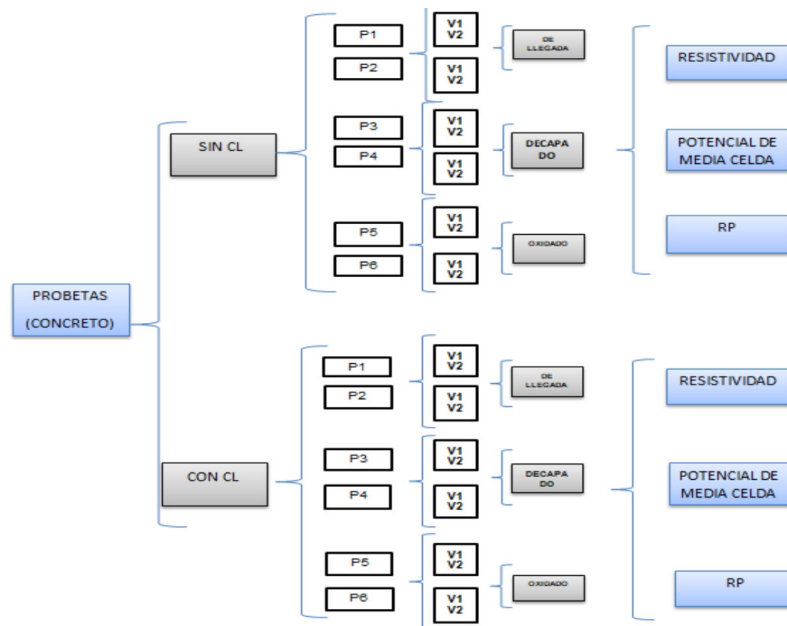 PROBETAS
(CONCRETO)
SIN CL
P1
P2
V1
V2
V1
V2
DE
LLEGADA
P3
P4
V1
V2
V1
V2
DECAPA
DO
P5
P6
V1
V2
V1
V2
OXIDADO
RESISTIVIDAD
POTENCIAL DE
MEDIA CELDA
RP
CON CL
P1
P2
V1
V2
V1
V2
DE
LLEGADA
P3
P4
V1
V2
V1
V2
DECAPA
DO
P5
P6
V1
V2
V1
V2
OXIDADO
RESISTIVIDAD
POTENCIAL DE
MEDIA CELDA
RP